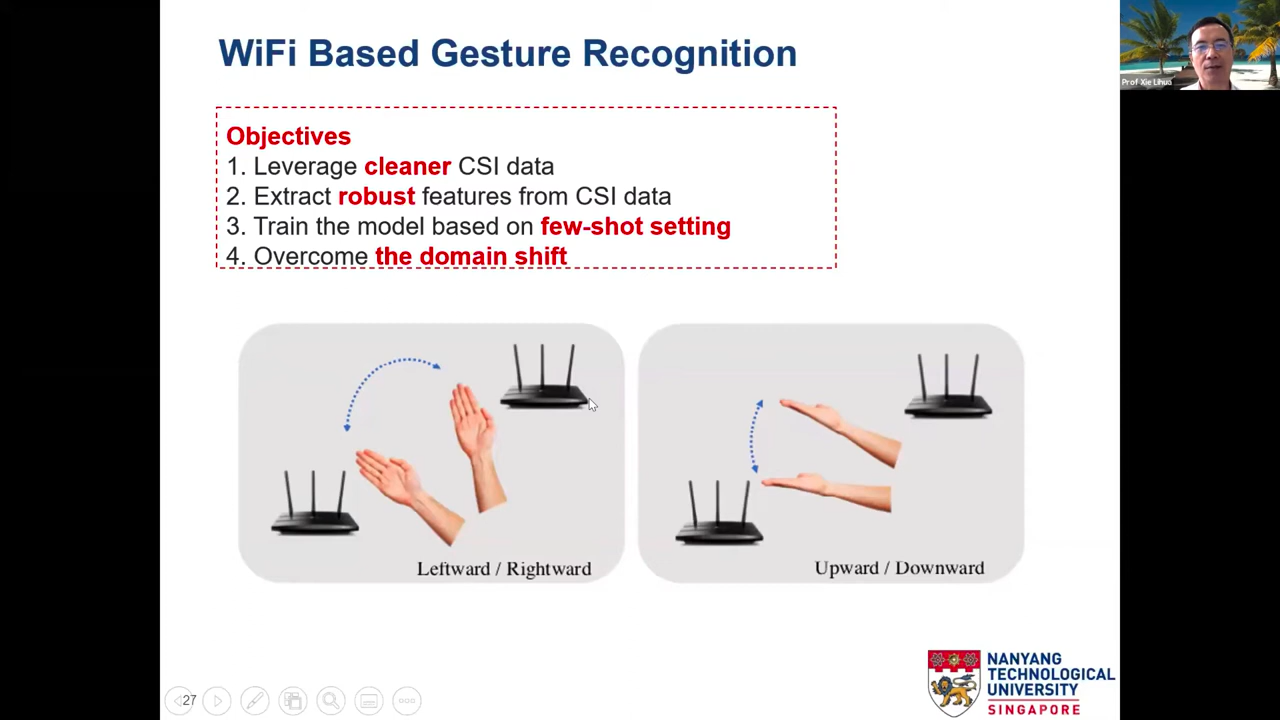 WiFi Based Gesture Recognition
Prof Xie Lihua
Objectives
1. Leverage cleaner CSI data
2. Extract robust features from CSI data
3. Train the model based on few-shot setting
4. Overcome the domain shift
Leftward / Rightward
Upward / Downward
NANYANG
TECHNOLOGICAL
UNIVERSITY
SINGAPORE
27